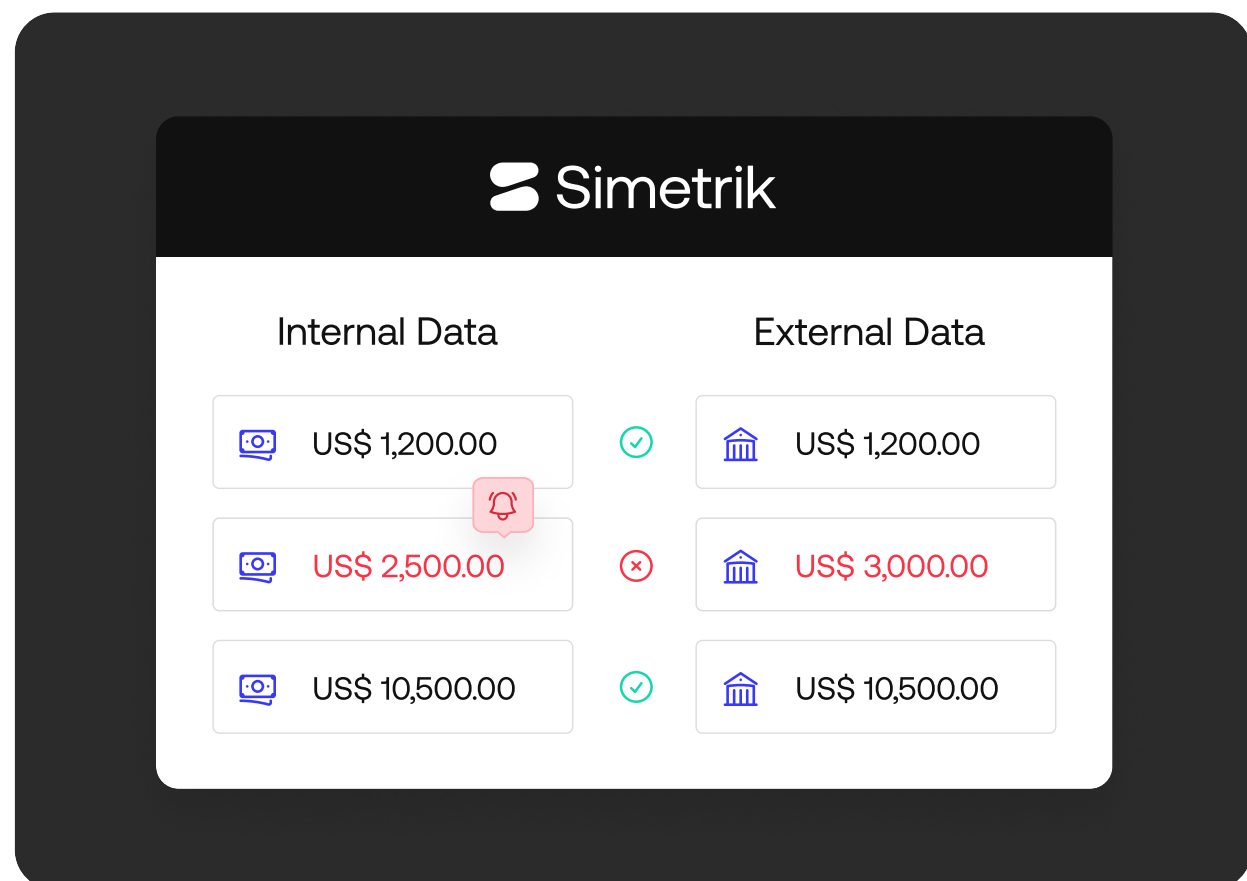 Simetrik
Internal Data
External Data
US$ 1,200.00
US$ 1,200.00
US$ 2,500.00
US$ 3,000.00
US$ 10,500.00
US$ 10,500.00